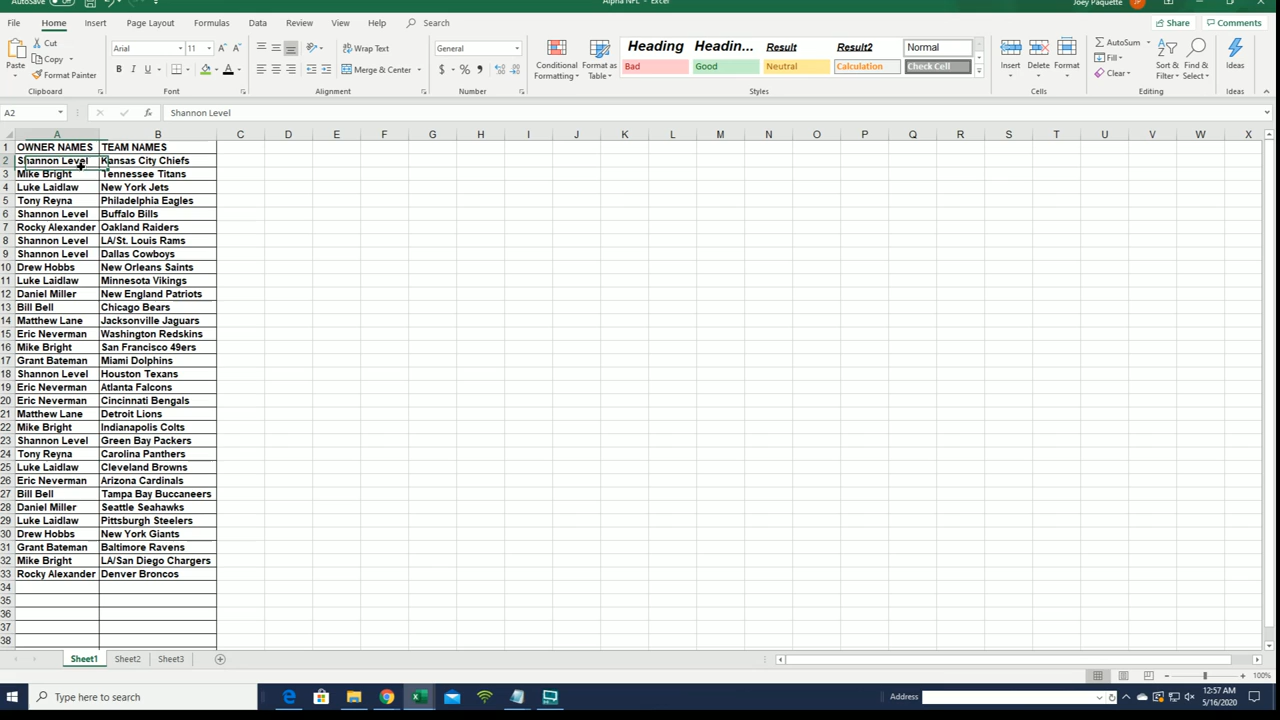 AutoSave
Alpha NFL - Excel
Joey Paquette
JP
File Home Insert Page Layout Formulas Data Review View Help Search Share Comments
Paste Cut Copy Format Painter
Arial 11 Wrap Text General
B I U Merge & Center $ % ,
Conditional Formatting Format as Table
Heading Headin... Result Result2 Normal
Bad Good Neutral Calculation Check Cell
Insert Delete Format
AutoSum Fill Clear
Sort & Filter Find & Select Ideas
Clipboard Font Alignment Number Styles Cells Editing Ideas
A2 fx Shannon Level
A B C D E F G H I J K L M N O P Q R S T U V W X
1 OWNER NAMES TEAM NAMES
2 Shannon Level Kansas City Chiefs
3 Mike Bright Tennessee Titans
4 Luke Laidlaw New York Jets
5 Tony Reyna Philadelphia Eagles
6 Shannon Level Buffalo Bills
7 Rocky Alexander Oakland Raiders
8 Shannon Level LA/St. Louis Rams
9 Shannon Level Dallas Cowboys
10 Drew Hobbs New Orleans Saints
11 Luke Laidlaw Minnesota Vikings
12 Daniel Miller New England Patriots
13 Bill Bell Chicago Bears
14 Matthew Lane Jacksonville Jaguars
15 Eric Neverman Washington Redskins
16 Mike Bright San Francisco 49ers
17 Grant Bateman Miami Dolphins
18 Shannon Level Houston Texans
19 Eric Neverman Atlanta Falcons
20 Eric Neverman Cincinnati Bengals
21 Matthew Lane Detroit Lions
22 Mike Bright Indianapolis Colts
23 Shannon Level Green Bay Packers
24 Tony Reyna Carolina Panthers
25 Luke Laidlaw Cleveland Browns
26 Eric Neverman Arizona Cardinals
27 Bill Bell Tampa Bay Buccaneers
28 Daniel Miller Seattle Seahawks
29 Luke Laidlaw Pittsburgh Steelers
30 Drew Hobbs New York Giants
31 Grant Bateman Baltimore Ravens
32 Mike Bright LA/San Diego Chargers
33 Rocky Alexander Denver Broncos
34
35
36
37
38
Sheet1 Sheet2 Sheet3
100%
Type here to search
Address
12:57 AM
5/16/2020